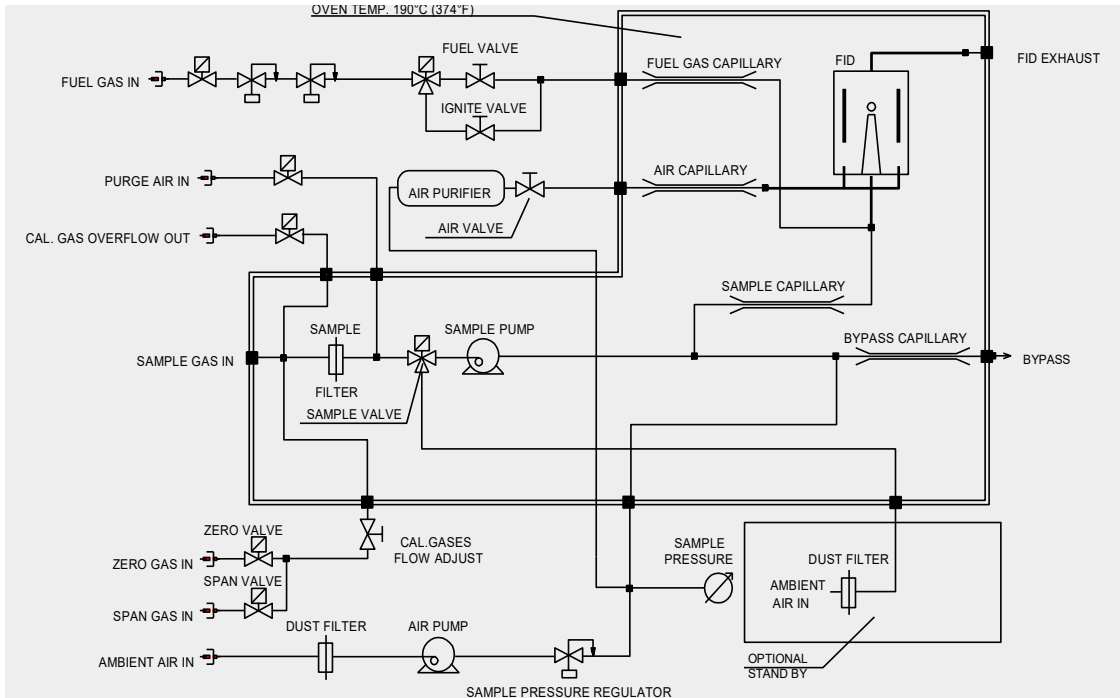 OVEN TEMP. 190°C (374°F)
FUEL VALVE
FUEL GAS IN
FUEL GAS CAPILLARY
FID
FID EXHAUST
IGNITE VALVE
PURGE AIR IN
AIR PURIFIER
AIR CAPILLARY
AIR VALVE
CAL. GAS OVERFLOW OUT
SAMPLE CAPILLARY
SAMPLE
SAMPLE PUMP
BYPASS CAPILLARY
SAMPLE GAS IN
BYPASS
FILTER
SAMPLE VALVE
ZERO VALVE
CAL.GASES
FLOW ADJUST
SAMPLE
PRESSURE
ZERO GAS IN
DUST FILTER
SPAN VALVE
AMBIENT
AIR IN
SPAN GAS IN
DUST FILTER
AIR PUMP
AMBIENT AIR IN
OPTIONAL
STAND BY
SAMPLE PRESSURE REGULATOR